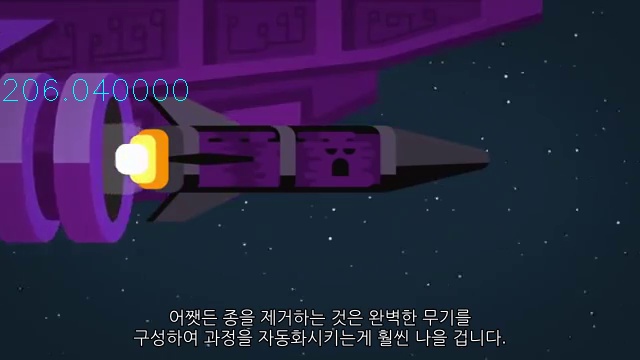 206.040000
어쨋든 종을 제거하는 것은 완벽한 무기를
구성하여 과정을 자동화시키는게 훨씬 나을 겁니다.